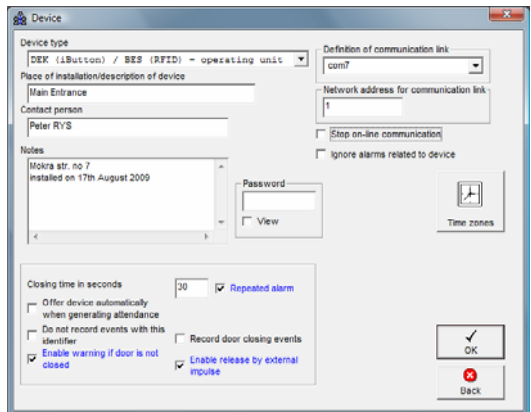 Device
Device type
DEK (iButton) / BES (RFID) - operating unit
Definition of communication link
com7
Place of installation/description of device
Main Entrance
Network address for communication link
1
Contact person
Peter RYS
Stop on-line communication
Ignore alarms related to device
Notes
Mokra str. no 7
Installed on 17th August 2009
Password
View
Time zones
Closing time in seconds
30
Repeated alarm
Offer device automatically
when generating attendance
Do not record events with this
identifier
Record door closing events
Enable warning if door is not
closed
Enable release by external
impulse
OK
Back